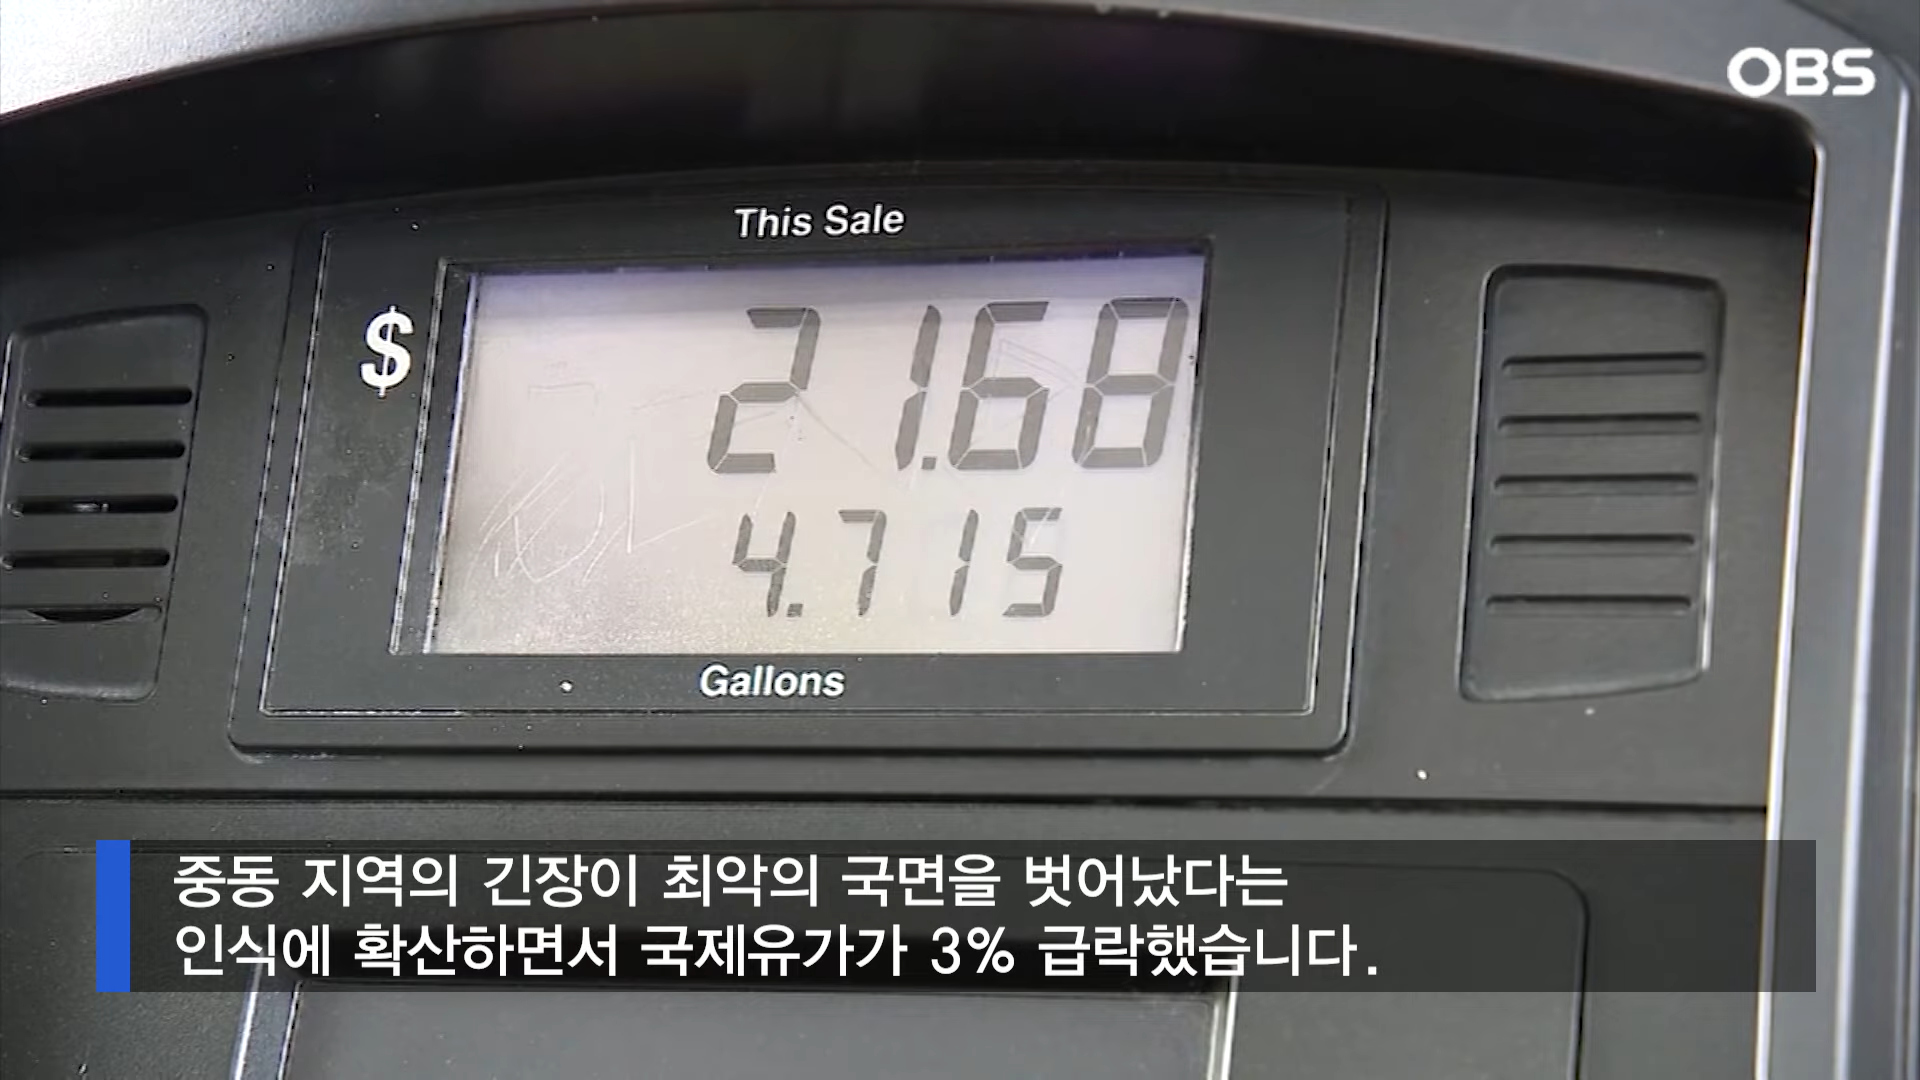 OBS
This Sale
$ 21.68
4.715
Gallons
중동 지역의 긴장이 최악의 국면을 벗어났다는
인식에 확산하면서 국제유가가 3% 급락했습니다.